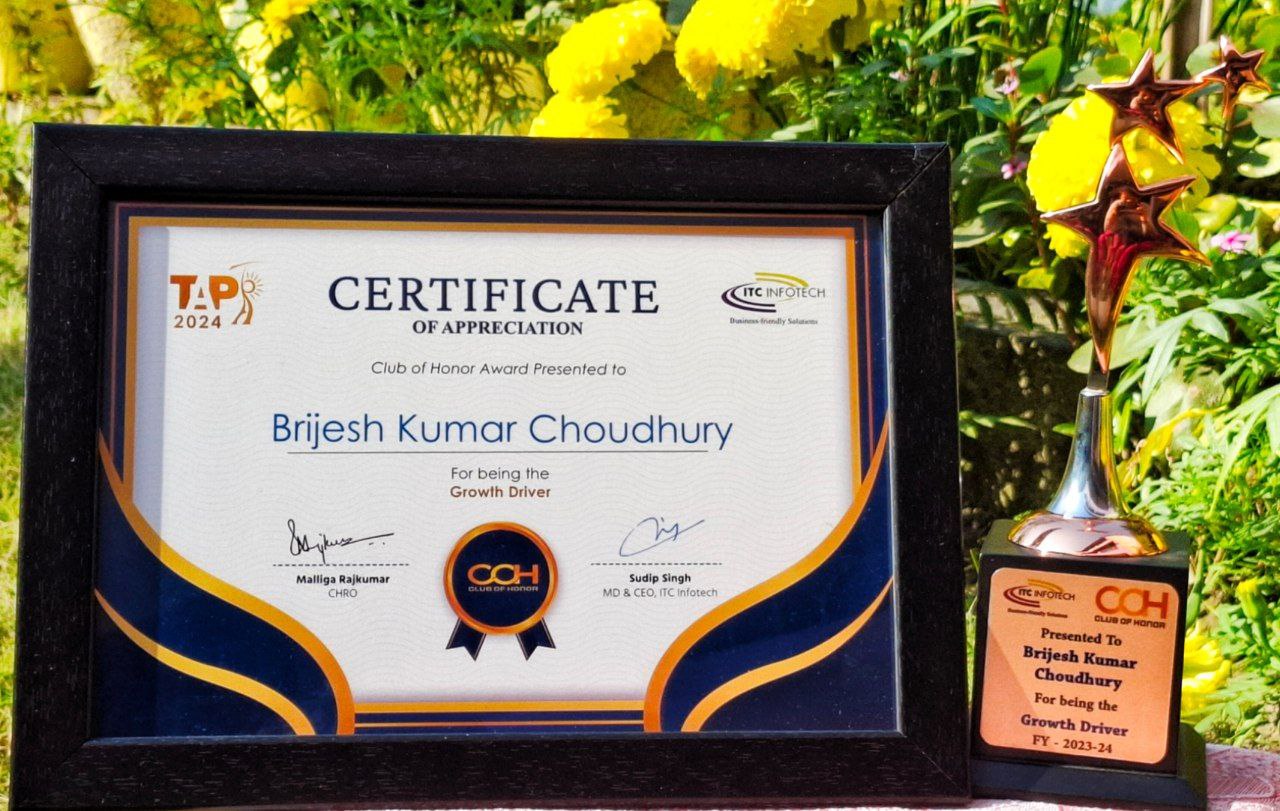 TAP
2024
CERTIFICATE
OF APPRECIATION
ITC INFOTECH
Business-friendly Solutions
Club of Honor Award Presented to
Brijesh Kumar Choudhury
For being the
Growth Driver
Malliga Rajkumar
CHRO
COH
CLUB OF HONOR
Sudip Singh
MD & CEO, ITC Infotech
ITC INFOTECH
Business-friendly Solutions
COH
CLUB OF HONOR
Presented To
Brijesh Kumar
Choudhury
For being the
Growth Driver
FY - 2023-24